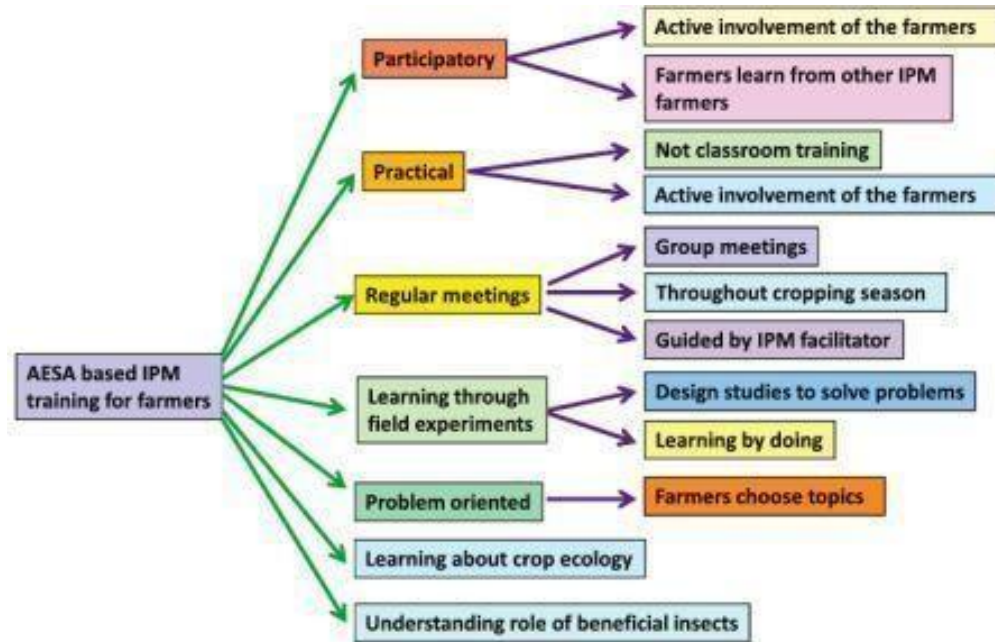 AESA based IPM
training for farmers
Participatory
Active involvement of the farmers
Farmers learn from other IPM
farmers
Practical
Not classroom training
Active involvement of the farmers
Regular meetings
Group meetings
Throughout cropping season
Guided by IPM facilitator
Learning through
field experiments
Design studies to solve problems
Learning by doing
Problem oriented
Farmers choose topics
Learning about crop ecology
Understanding role of beneficial insects